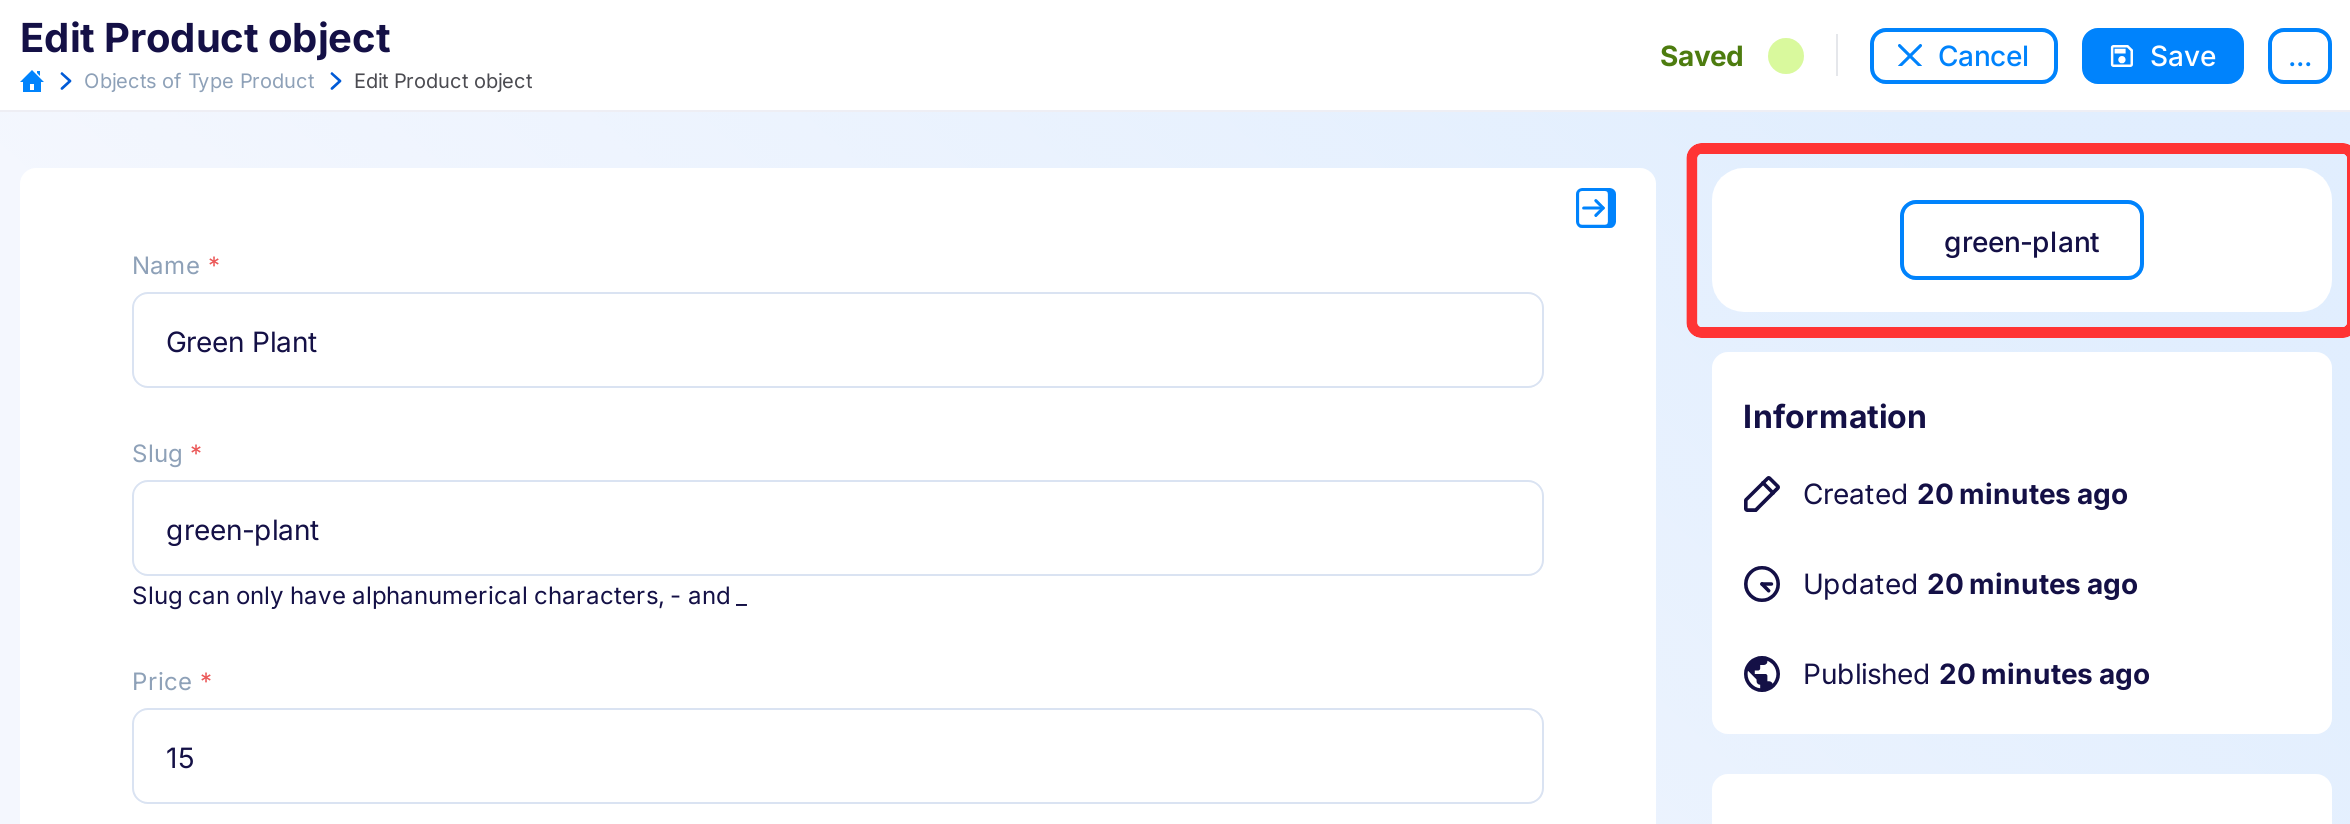 Edit Product object
Objects of Type Product Edit Product object
Saved
Cancel
Save
...
Name *
Green Plant
Slug *
green-plant
Slug can only have alphanumerical characters, - and _
Price *
15
green-plant
Information
Created 20 minutes ago
Updated 20 minutes ago
Published 20 minutes ago